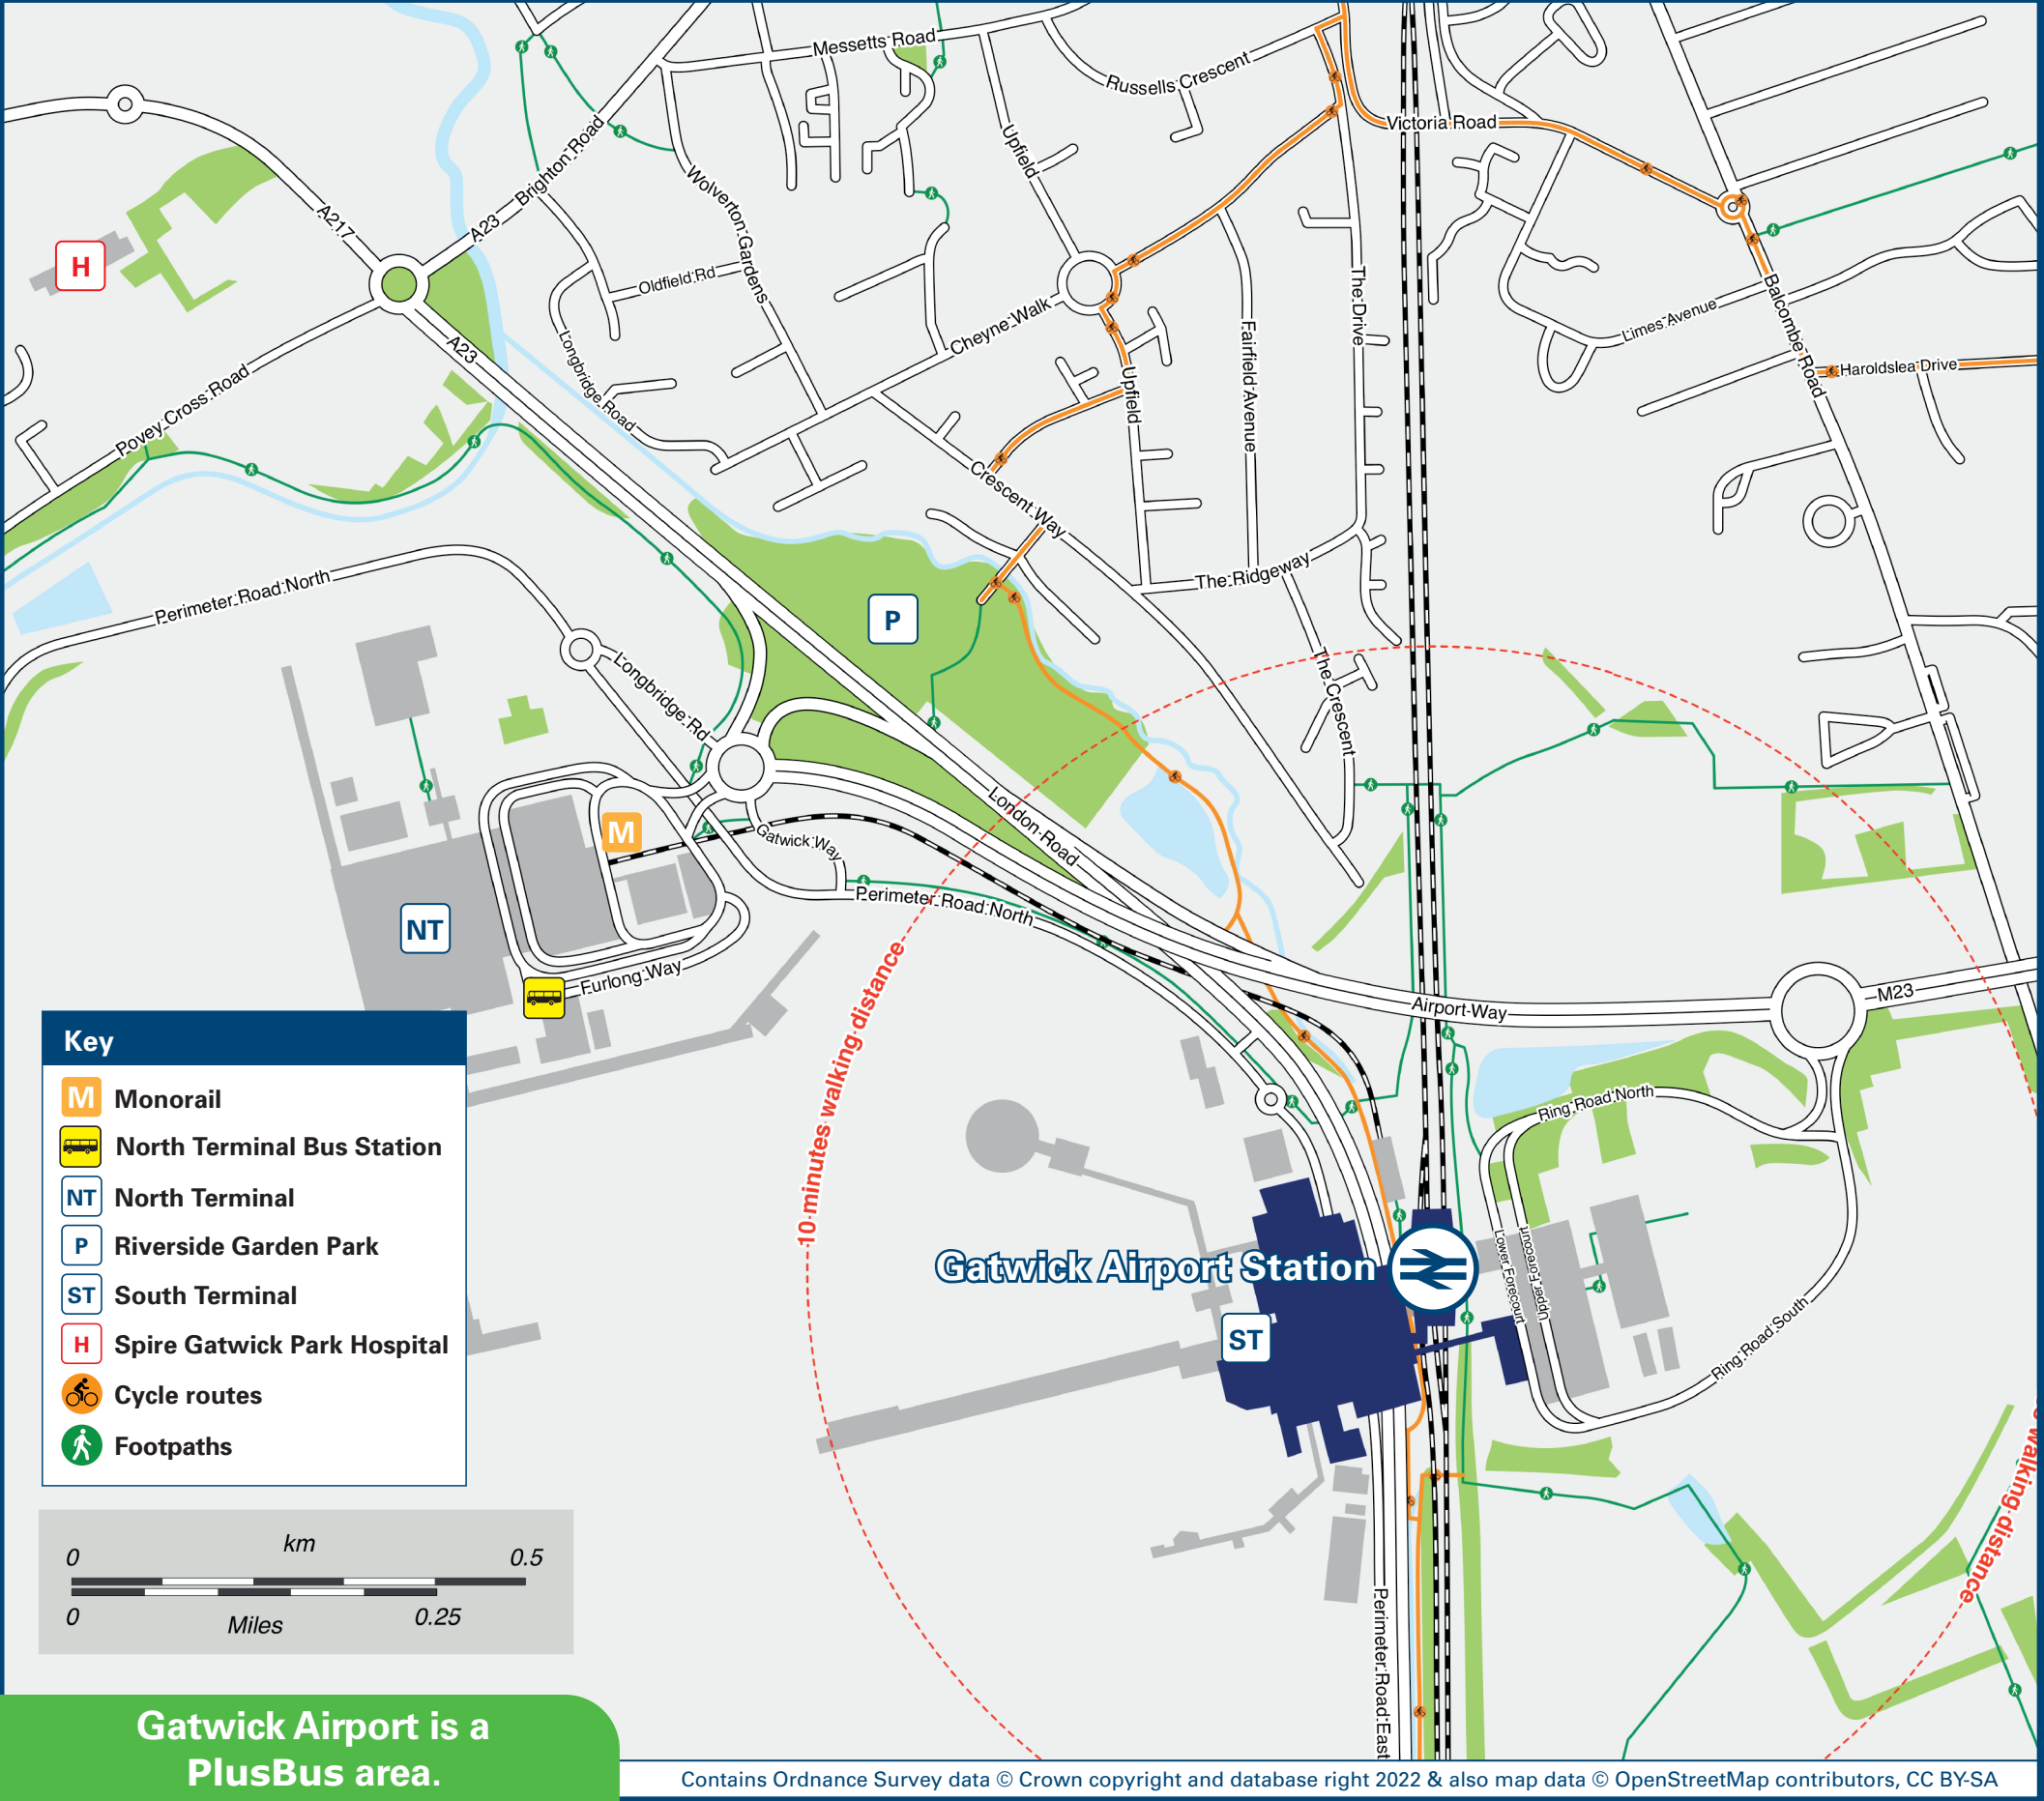 Messetts Road
Russells Crescent
Victoria Road
Upfield
Brighton Road
A23
A217
Wolverton Gardens
Oldfield Rd
H
The Drive
Balcombe Road
Limes Avenue
Haroldslea Drive
Cheyne Walk
Fairfield Avenue
Upfield
A23
Longbridge Road
Povey Cross Road
Crescent Way
The Ridgeway
Perimeter Road North
P
Longbridge Rd
The Crescent
M
London Road
Gatwick Way
Perimeter Road North
NT
Furlong Way
10 minutes walking distance
Airport Way
M23
Ring Road North
Lower Forecourt
Upper Forecourt
Gatwick Airport Station
ST
Ring Road South
walking distance
Perimeter Road East
Key
M Monorail
North Terminal Bus Station
NT North Terminal
P Riverside Garden Park
ST South Terminal
H Spire Gatwick Park Hospital
Cycle routes
Footpaths
km
0 0.5
0 0.25
Miles
Gatwick Airport is a
PlusBus area.
Contains Ordnance Survey data © Crown copyright and database right 2022 & also map data © OpenStreetMap contributors, CC BY-SA